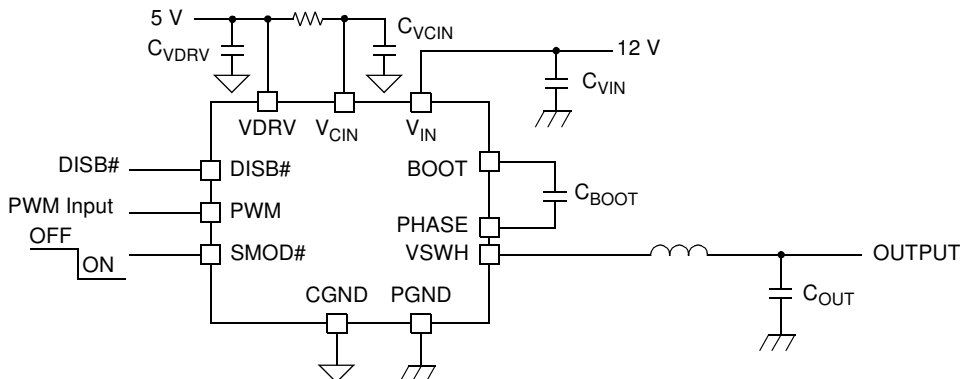 5 V
C_VCIN
C_VDRV
12 V
C_VIN
VDRV
V_CIN
V_IN
DISB#
DISB#
BOOT
C_BOOT
PWM Input
PWM
PHASE
OFF
ON
SMOD#
VSWH
OUTPUT
CGND
PGND
C_OUT